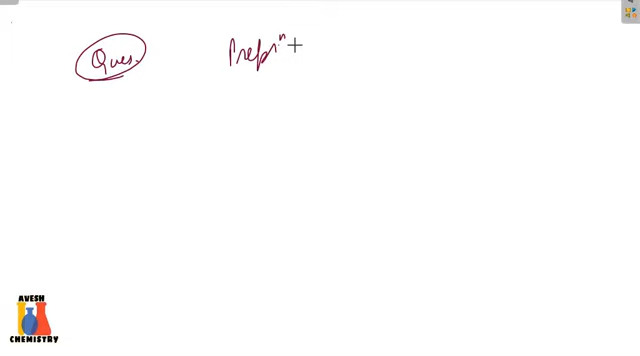 Ques. Prepⁿ +
AVESH
CHEMISTRY